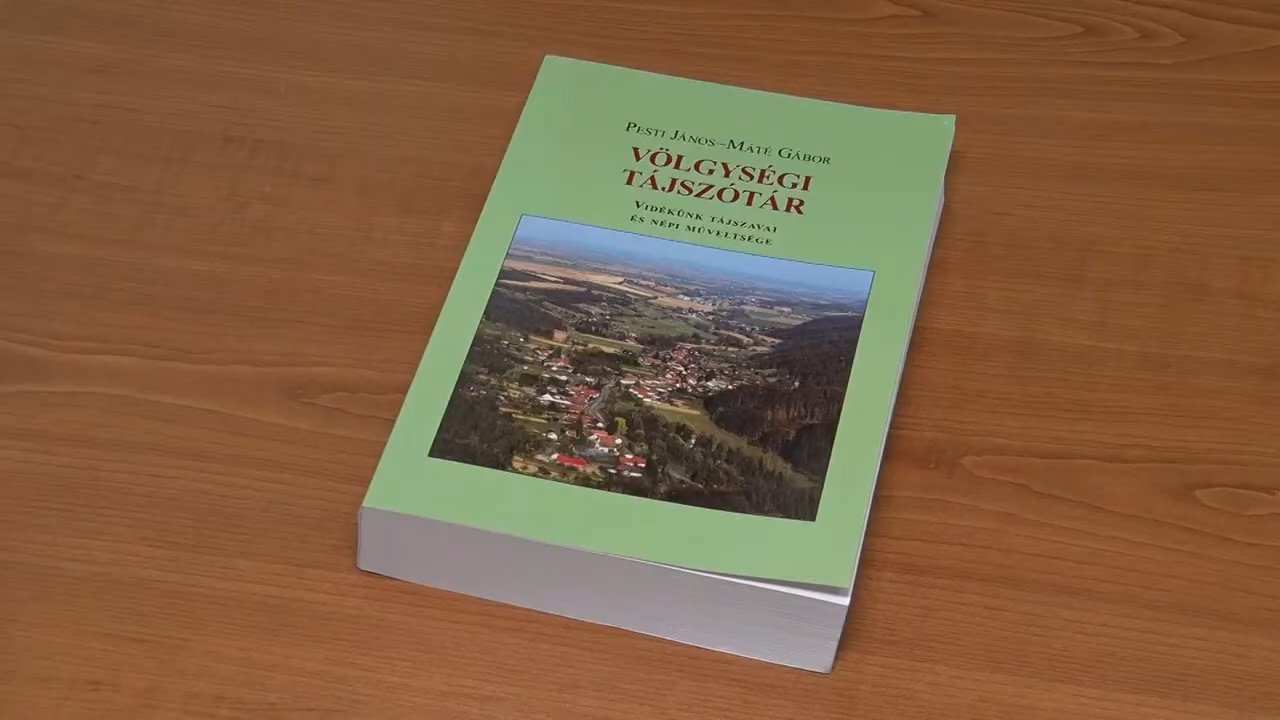 Pesti János–Máté Gábor
VÖLGYSÉGI
TÁJSZÓTÁR
Vidékünk tájszavai
és népi műveltsége